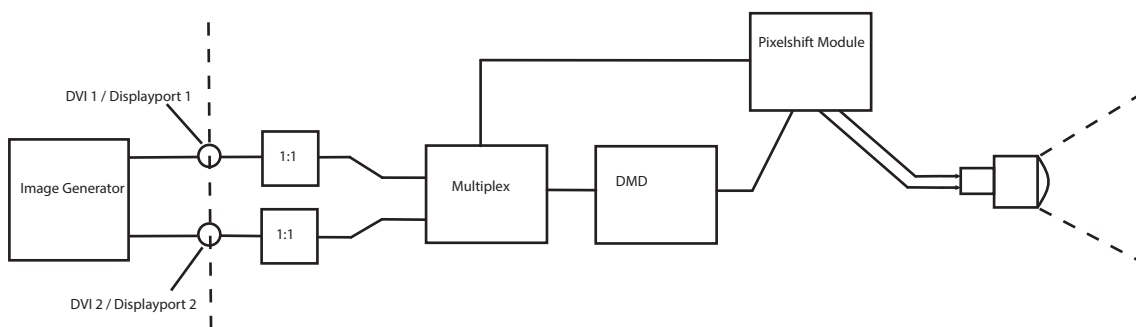 Pixelshift Module
DVI 1 / Displayport 1
1:1
Image Generator
Multiplex
DMD
1:1
DVI 2 / Displayport 2